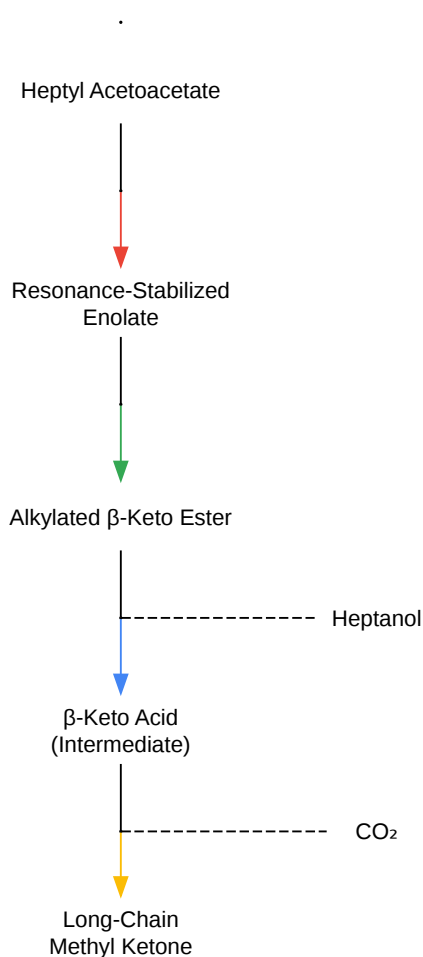 Heptyl Acetoacetate
Resonance-Stabilized
Enolate
Alkylated β-Keto Ester
Heptanol
β-Keto Acid
(Intermediate)
CO₂
Long-Chain
Methyl Ketone